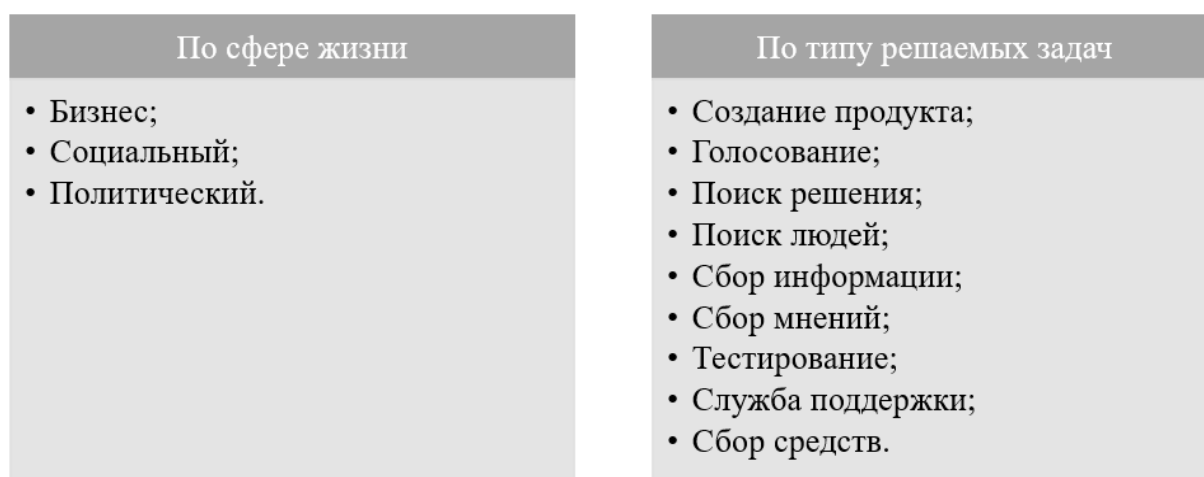 По сфере жизни
• Бизнес;
• Социальный;
• Политический.
По типу решаемых задач
• Создание продукта;
• Голосование;
• Поиск решения;
• Поиск людей;
• Сбор информации;
• Сбор мнений;
• Тестирование;
• Служба поддержки;
• Сбор средств.